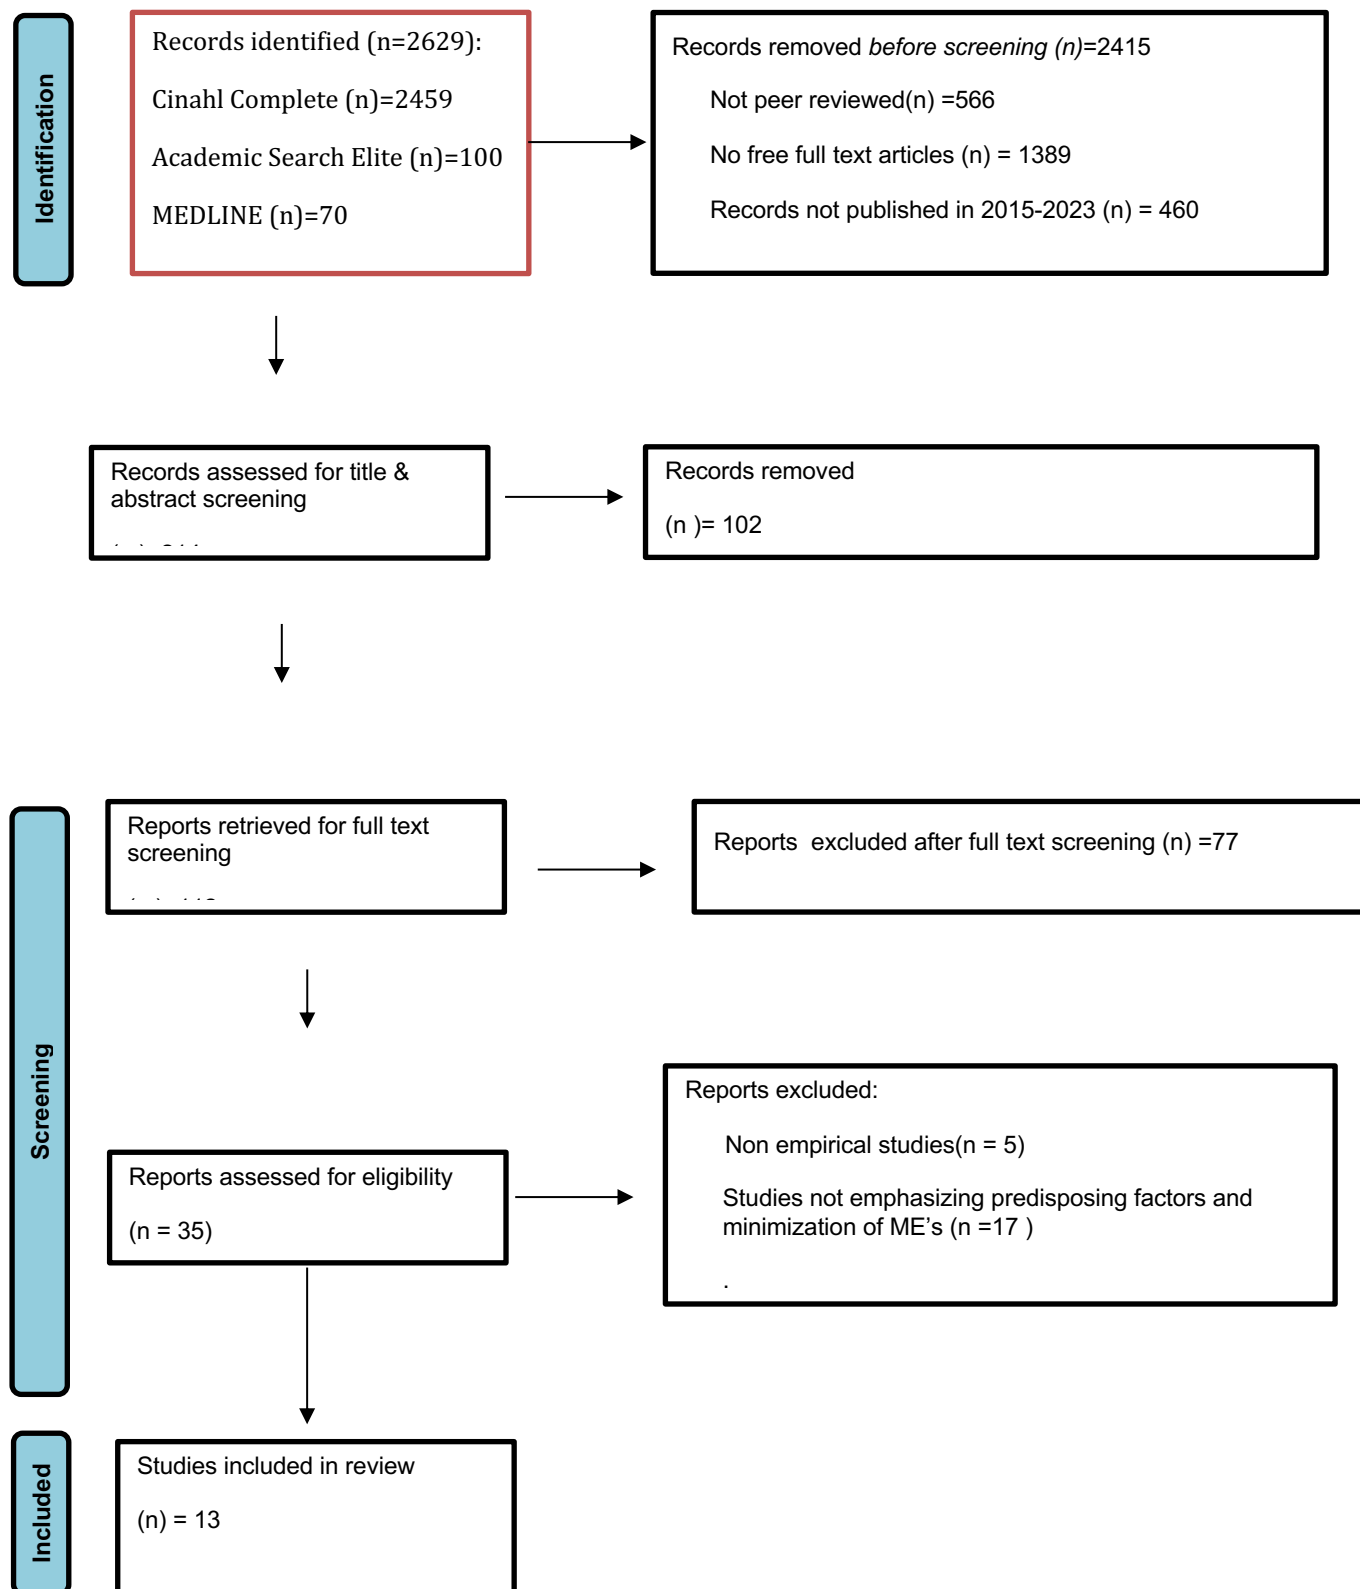 Identification
Records identified (n=2629):
Cinahl Complete (n)=2459
Academic Search Elite (n)=100
MEDLINE (n)=70
Records removed before screening (n)=2415
Not peer reviewed(n) =566
No free full text articles (n) = 1389
Records not published in 2015-2023 (n) = 460
Records assessed for title &
abstract screening
Records removed
(n )= 102
Screening
Reports retrieved for full text
screening
Reports  excluded after full text screening (n) =77
Reports assessed for eligibility
(n = 35)
Reports excluded:
Non empirical studies(n = 5)
Studies not emphasizing predisposing factors and
minimization of ME’s (n =17 )
.
Included
Studies included in review
(n) = 13